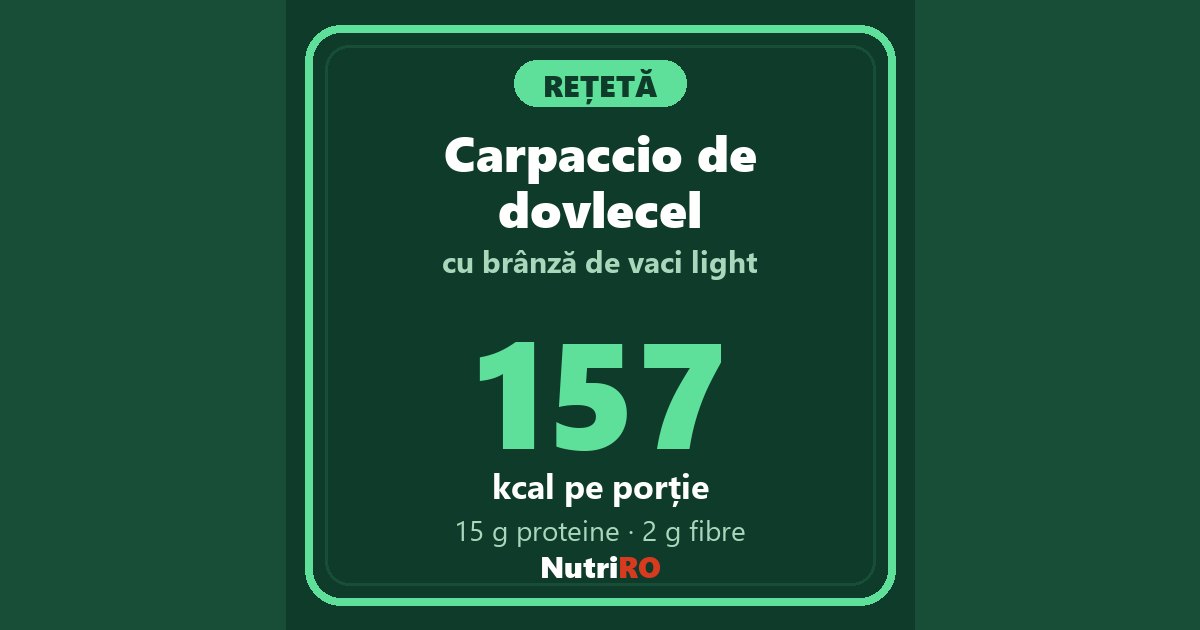 REȚETĂ
Carpaccio de
dovlecel
cu brânză de vaci light
157
kcal pe porție
15 g proteine · 2 g fibre
NutriRO